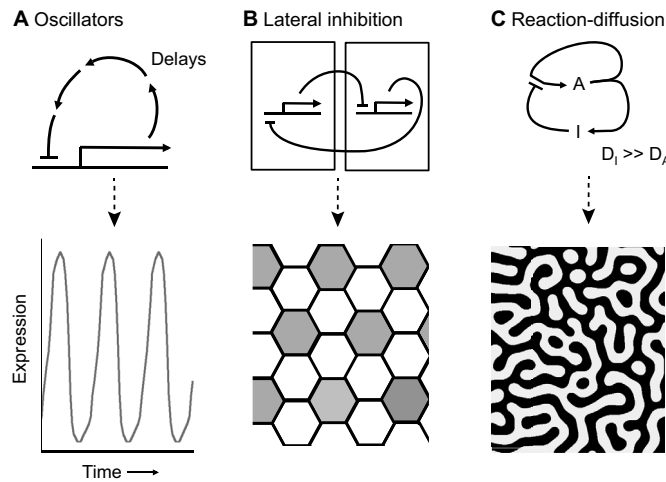 A Oscillators
Delays
Expression
Time
B Lateral inhibition
C Reaction-diffusion
A
I
D_I >> D_A